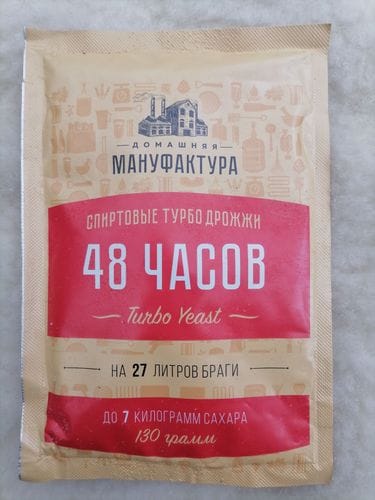 ДОМАШНЯЯ
МАНУФАКТУРА
СПИРТОВЫЕ ТУРБО ДРОЖЖИ
48 ЧАСОВ
Turbo Yeast
НА 27 ЛИТРОВ БРАГИ
ДО 7 КИЛОГРАММ САХАРА
130 грамм